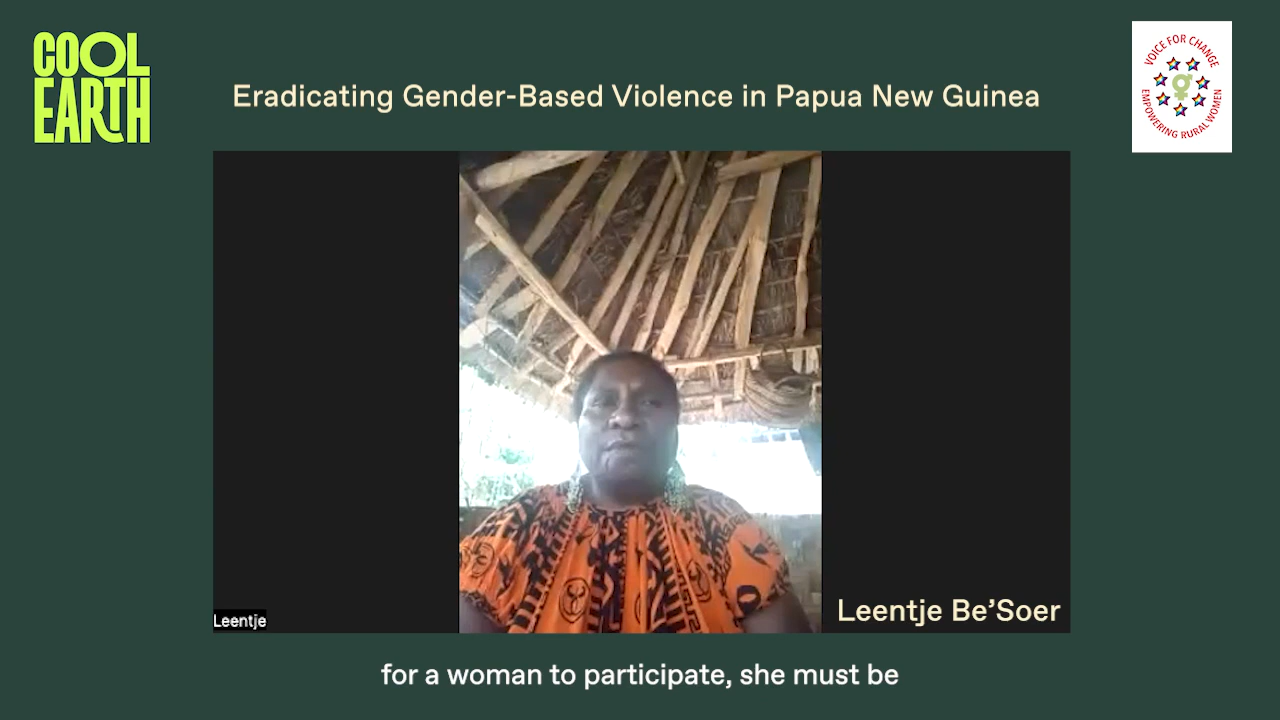 COOL
EARTH
Eradicating Gender-Based Violence in Papua New Guinea
VOICE FOR CHANGE
EMPOWERING RURAL WOMEN
Leentje
Leentje Be’Soer
for a woman to participate, she must be